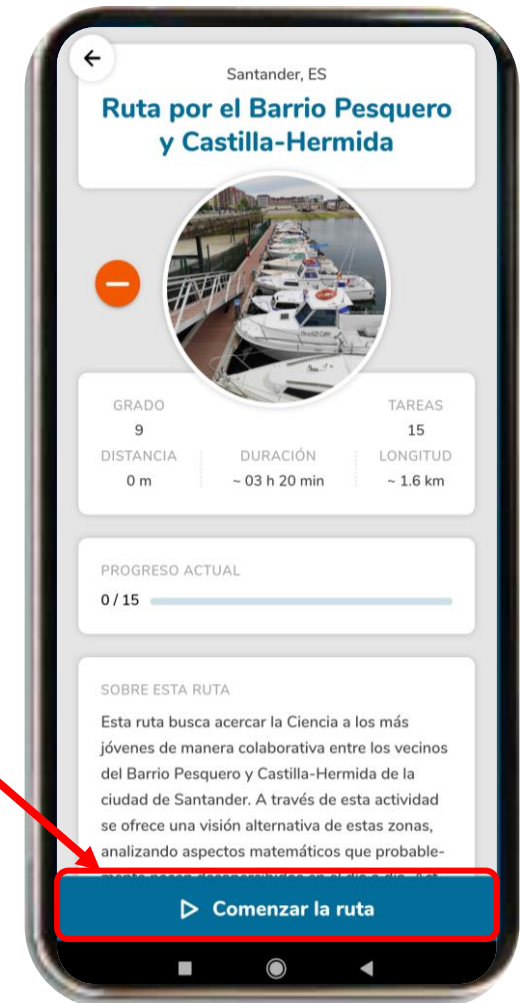 Santander, ES
Ruta por el Barrio Pesquero
y Castilla-Hermida
GRADO
9
TAREAS
15
DISTANCIA
0 m
DURACIÓN
~ 03 h 20 min
LONGITUD
~ 1.6 km
PROGRESO ACTUAL
0 / 15
SOBRE ESTA RUTA
Esta ruta busca acercar la Ciencia a los más
jóvenes de manera colaborativa entre los vecinos
del Barrio Pesquero y Castilla-Hermida de la
ciudad de Santander. A través de esta actividad
se ofrece una visión alternativa de estas zonas,
analizando aspectos matemáticos que probable-
Comenzar la ruta